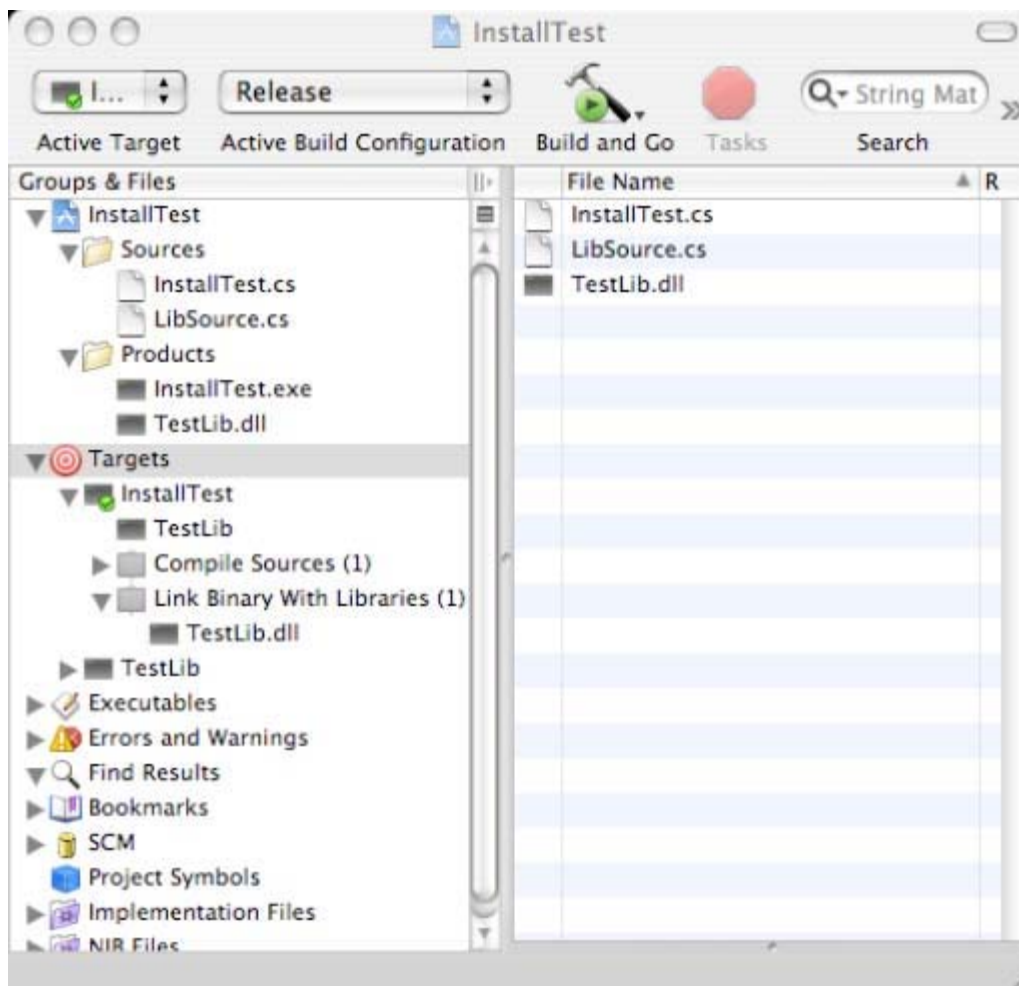 InstallTest
I... Release String Mat
Active Target Active Build Configuration Build and Go Tasks Search
Groups & Files
InstallTest
Sources
InstallTest.cs
LibSource.cs
Products
InstallTest.exe
TestLib.dll
Targets
InstallTest
TestLib
Compile Sources (1)
Link Binary With Libraries (1)
TestLib.dll
TestLib
Executables
Errors and Warnings
Find Results
Bookmarks
SCM
Project Symbols
Implementation Files
NIB Files
File Name R
InstallTest.cs
LibSource.cs
TestLib.dll